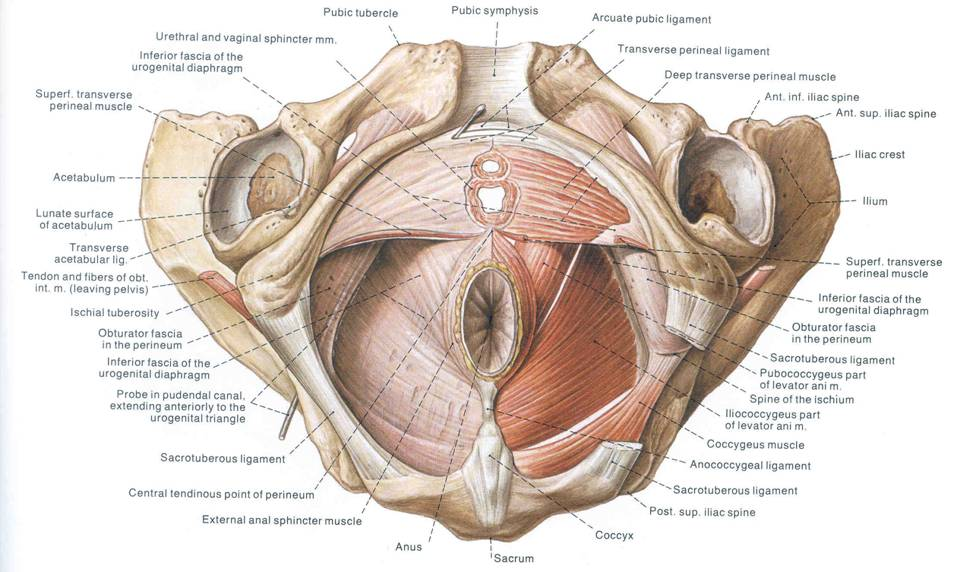 Pubic tubercle
Pubic symphysis
Arcuate pubic ligament
Urethral and vaginal sphincter mm.
Inferior fascia of the
urogenital diaphragm
Superf. transverse
perineal muscle
Acetabulum
Lunate surface
of acetabulum
Transverse
acetabular lig.
Tendon and fibers of obt.
int. m. (leaving pelvis)
Ischial tuberosity
Obturator fascia
in the perineum
Inferior fascia of the
urogenital diaphragm
Probe in pudendal canal,
extending anteriorly to the
urogenital triangle
Sacrotuberous ligament
Central tendinous point of perineum
External anal sphincter muscle
Anus
Sacrum
Transverse perineal ligament
Deep transverse perineal muscle
Ant. inf. iliac spine
Ant. sup. iliac spine
Iliac crest
Ilium
Superf. transverse
perineal muscle
Inferior fascia of the
urogenital diaphragm
Obturator fascia
in the perineum
Sacrotuberous ligament
Pubococcygeus part
of levator ani m.
Spine of the ischium
Iliococcygeus part
of levator ani m.
Coccygeus muscle
Anococcygeal ligament
Sacrotuberous ligament
Post. sup. iliac spine
Coccyx